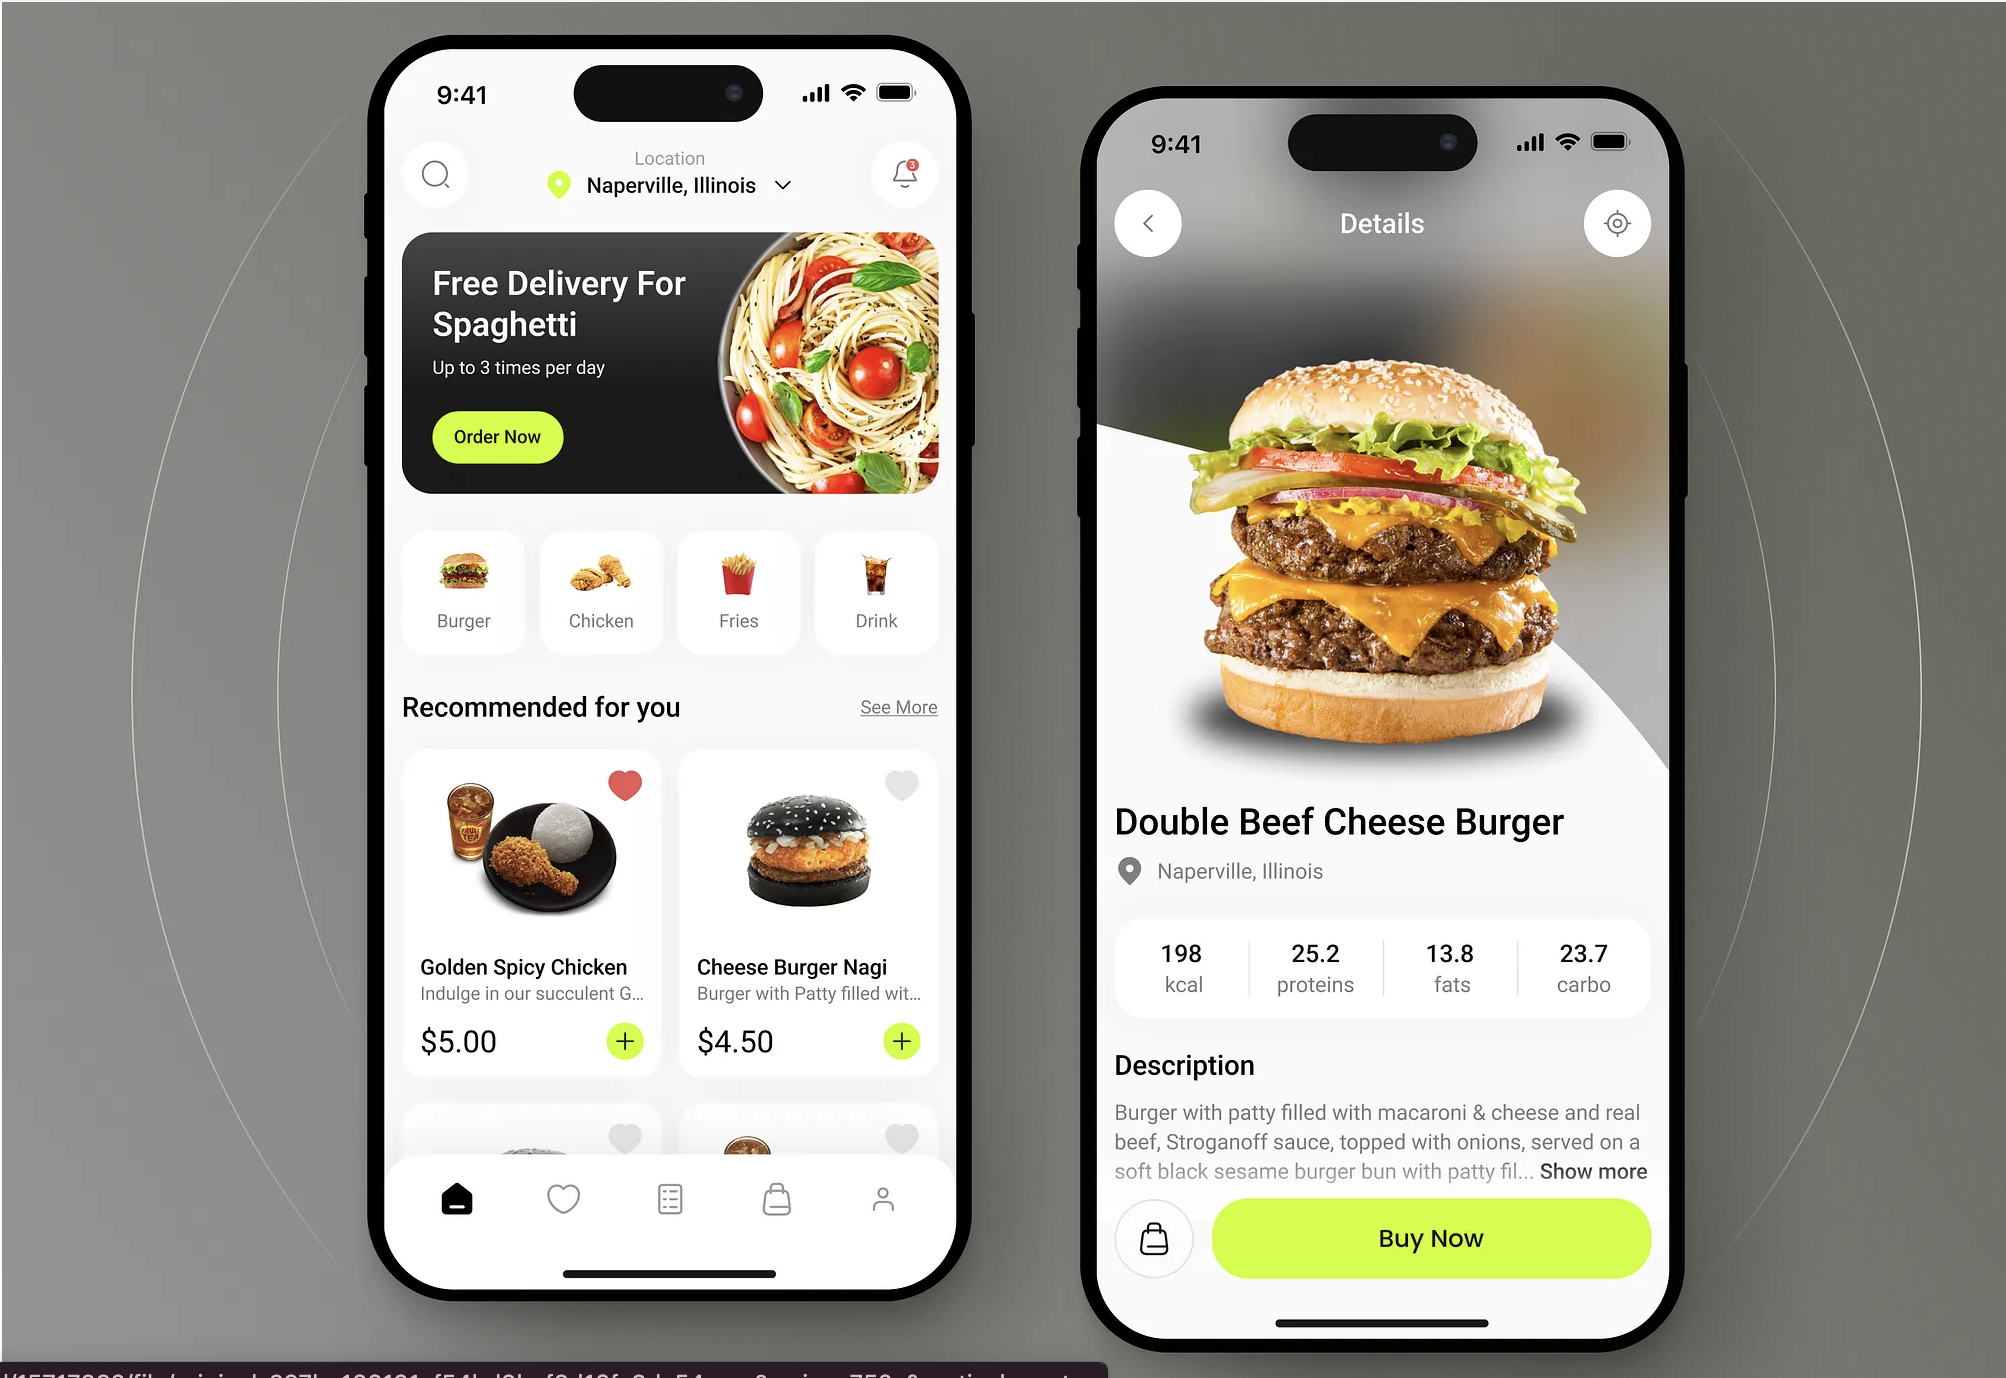 9:41
Location
Naperville, Illinois
3
Free Delivery For
Spaghetti
Up to 3 times per day
Order Now
Burger
Chicken
Fries
Drink
Recommended for you
See More
Golden Spicy Chicken
Indulge in our succulent G...
$5.00
Cheese Burger Nagi
Burger with Patty filled wit...
$4.50
9:41
Details
Double Beef Cheese Burger
Naperville, Illinois
198
kcal
25.2
proteins
13.8
fats
23.7
carbo
Description
Burger with patty filled with macaroni & cheese and real
beef, Stroganoff sauce, topped with onions, served on a
soft black sesame burger bun with patty fil... Show more
Buy Now